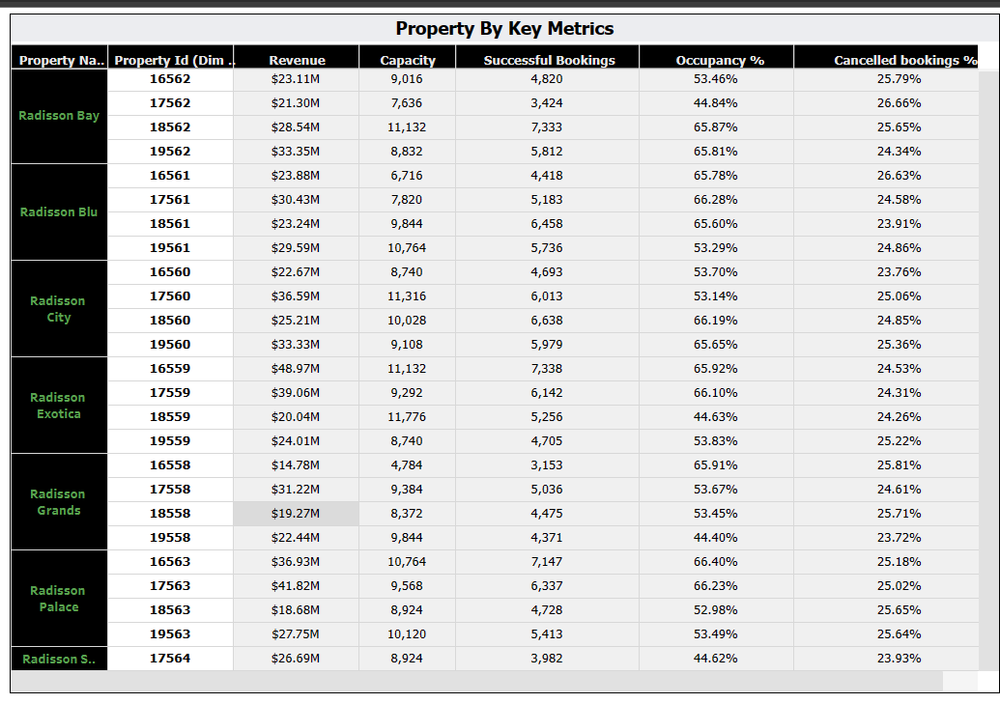 Property By Key Metrics
Property Na.. Property Id (Dim .. Revenue Capacity Successful Bookings Occupancy % Cancelled bookings %
Radisson Bay
16562 $23.11M 9,016 4,820 53.46% 25.79%
17562 $21.30M 7,636 3,424 44.84% 26.66%
18562 $28.54M 11,132 7,333 65.87% 25.65%
19562 $33.35M 8,832 5,812 65.81% 24.34%
Radisson Blu
16561 $23.88M 6,716 4,418 65.78% 26.63%
17561 $30.43M 7,820 5,183 66.28% 24.58%
18561 $23.24M 9,844 6,458 65.60% 23.91%
19561 $29.59M 10,764 5,736 53.29% 24.86%
Radisson
City
16560 $22.67M 8,740 4,693 53.70% 23.76%
17560 $36.59M 11,316 6,013 53.14% 25.06%
18560 $25.21M 10,028 6,638 66.19% 24.85%
19560 $33.33M 9,108 5,979 65.65% 25.36%
Radisson
Exotica
16559 $48.97M 11,132 7,338 65.92% 24.53%
17559 $39.06M 9,292 6,142 66.10% 24.31%
18559 $20.04M 11,776 5,256 44.63% 24.26%
19559 $24.01M 8,740 4,705 53.83% 25.22%
Radisson
Grands
16558 $14.78M 4,784 3,153 65.91% 25.81%
17558 $31.22M 9,384 5,036 53.67% 24.61%
18558 $19.27M 8,372 4,475 53.45% 25.71%
19558 $22.44M 9,844 4,371 44.40% 23.72%
Radisson
Palace
16563 $36.93M 10,764 7,147 66.40% 25.18%
17563 $41.82M 9,568 6,337 66.23% 25.02%
18563 $18.68M 8,924 4,728 52.98% 25.65%
19563 $27.75M 10,120 5,413 53.49% 25.64%
Radisson S..
17564 $26.69M 8,924 3,982 44.62% 23.93%